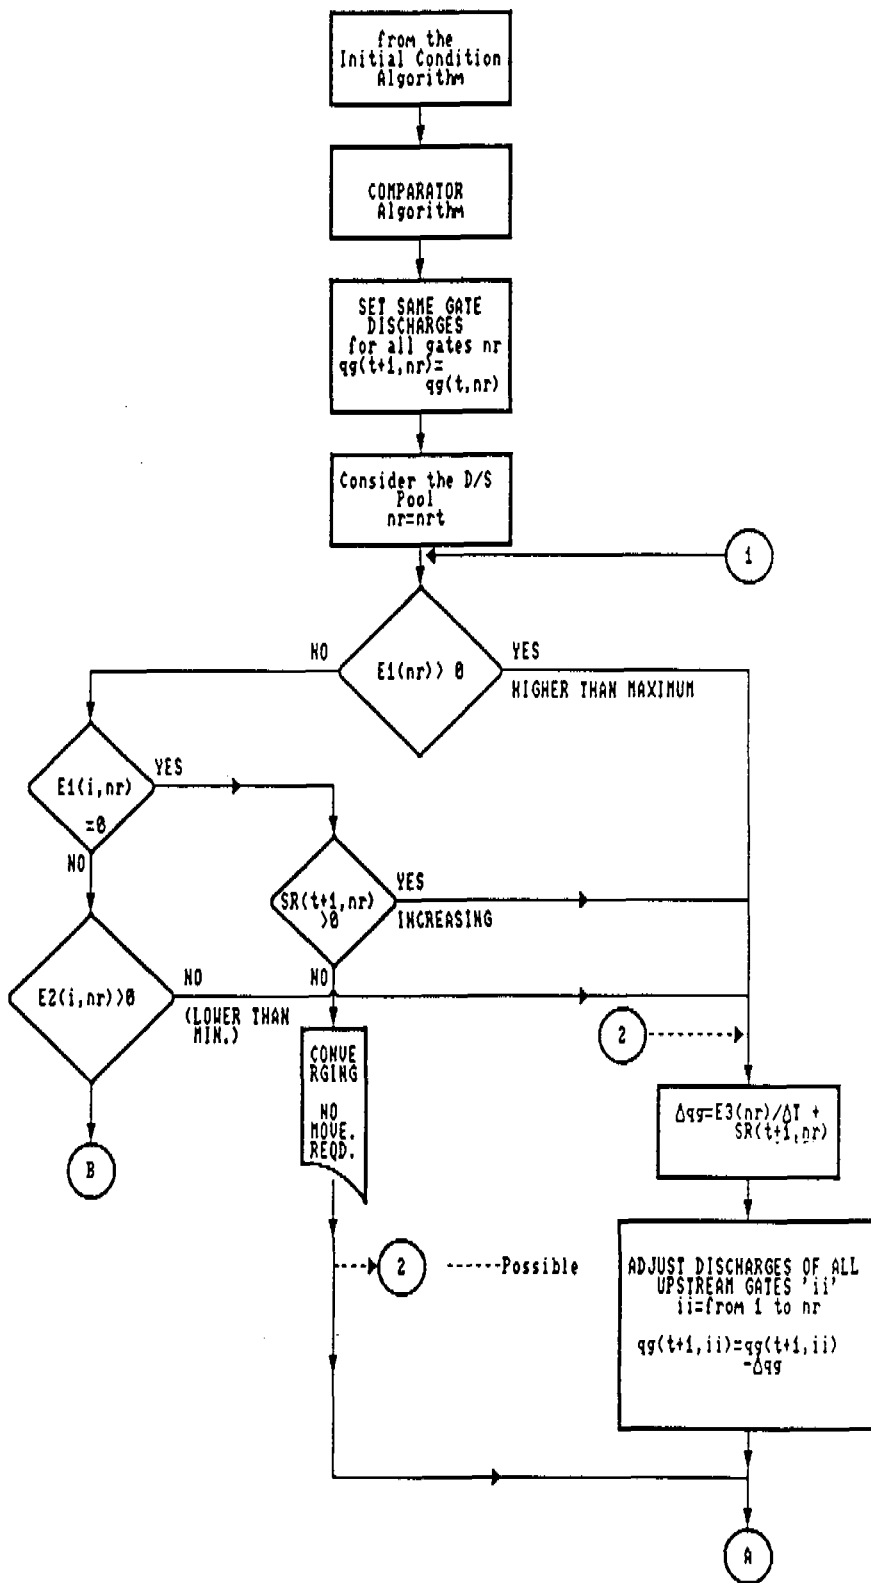 from the
Initial Condition
Algorithm
COMPARATOR
Algorithm
SET SAME GATE
DISCHARGES
for all gates nr
qg(t+1,nr)=
qg(t,nr)
Consider the D/S
Pool
nr=nrt
1
E1(nr)> 0
NO
YES
HIGHER THAN MAXIMUM
E1(i,nr)
=0
YES
NO
SR(t+1,nr)
>0
YES
INCREASING
NO
E2(i,nr)>0
NO
(LOWER THAN
MIN.)
2
CONVE
RGING
NO
MOVE.
REQD.
Δqg=E3(nr)/ΔT +
SR(t+1,nr)
B
2 ------Possible
ADJUST DISCHARGES OF ALL
UPSTREAM GATES 'ii'
ii=from 1 to nr
qg(t+1,ii)=qg(t+1,ii)
-Δqg
A